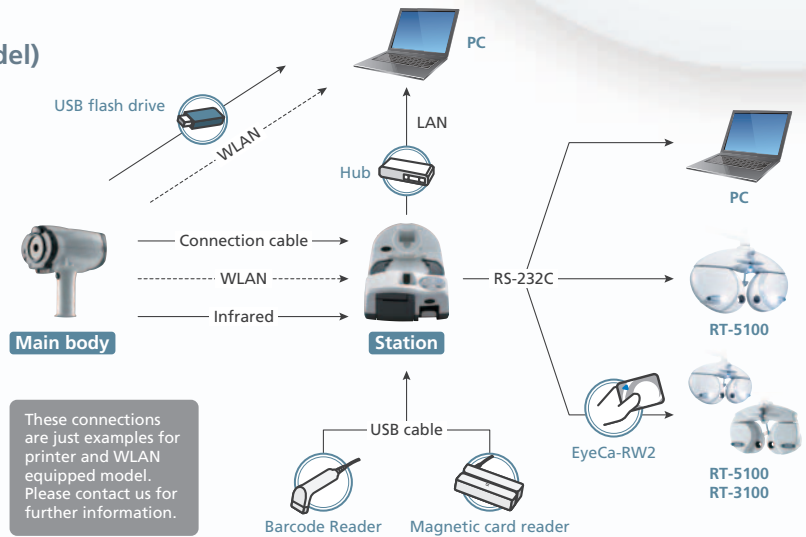 del)
PC
USB flash drive
WLAN
LAN
Hub
PC
Connection cable
WLAN
Infrared
RS-232C
Main body
Station
RT-5100
These connections
are just examples for
printer and WLAN
equipped model.
Please contact us for
further information.
USB cable
EyeCa-RW2
RT-5100
RT-3100
Barcode Reader
Magnetic card reader